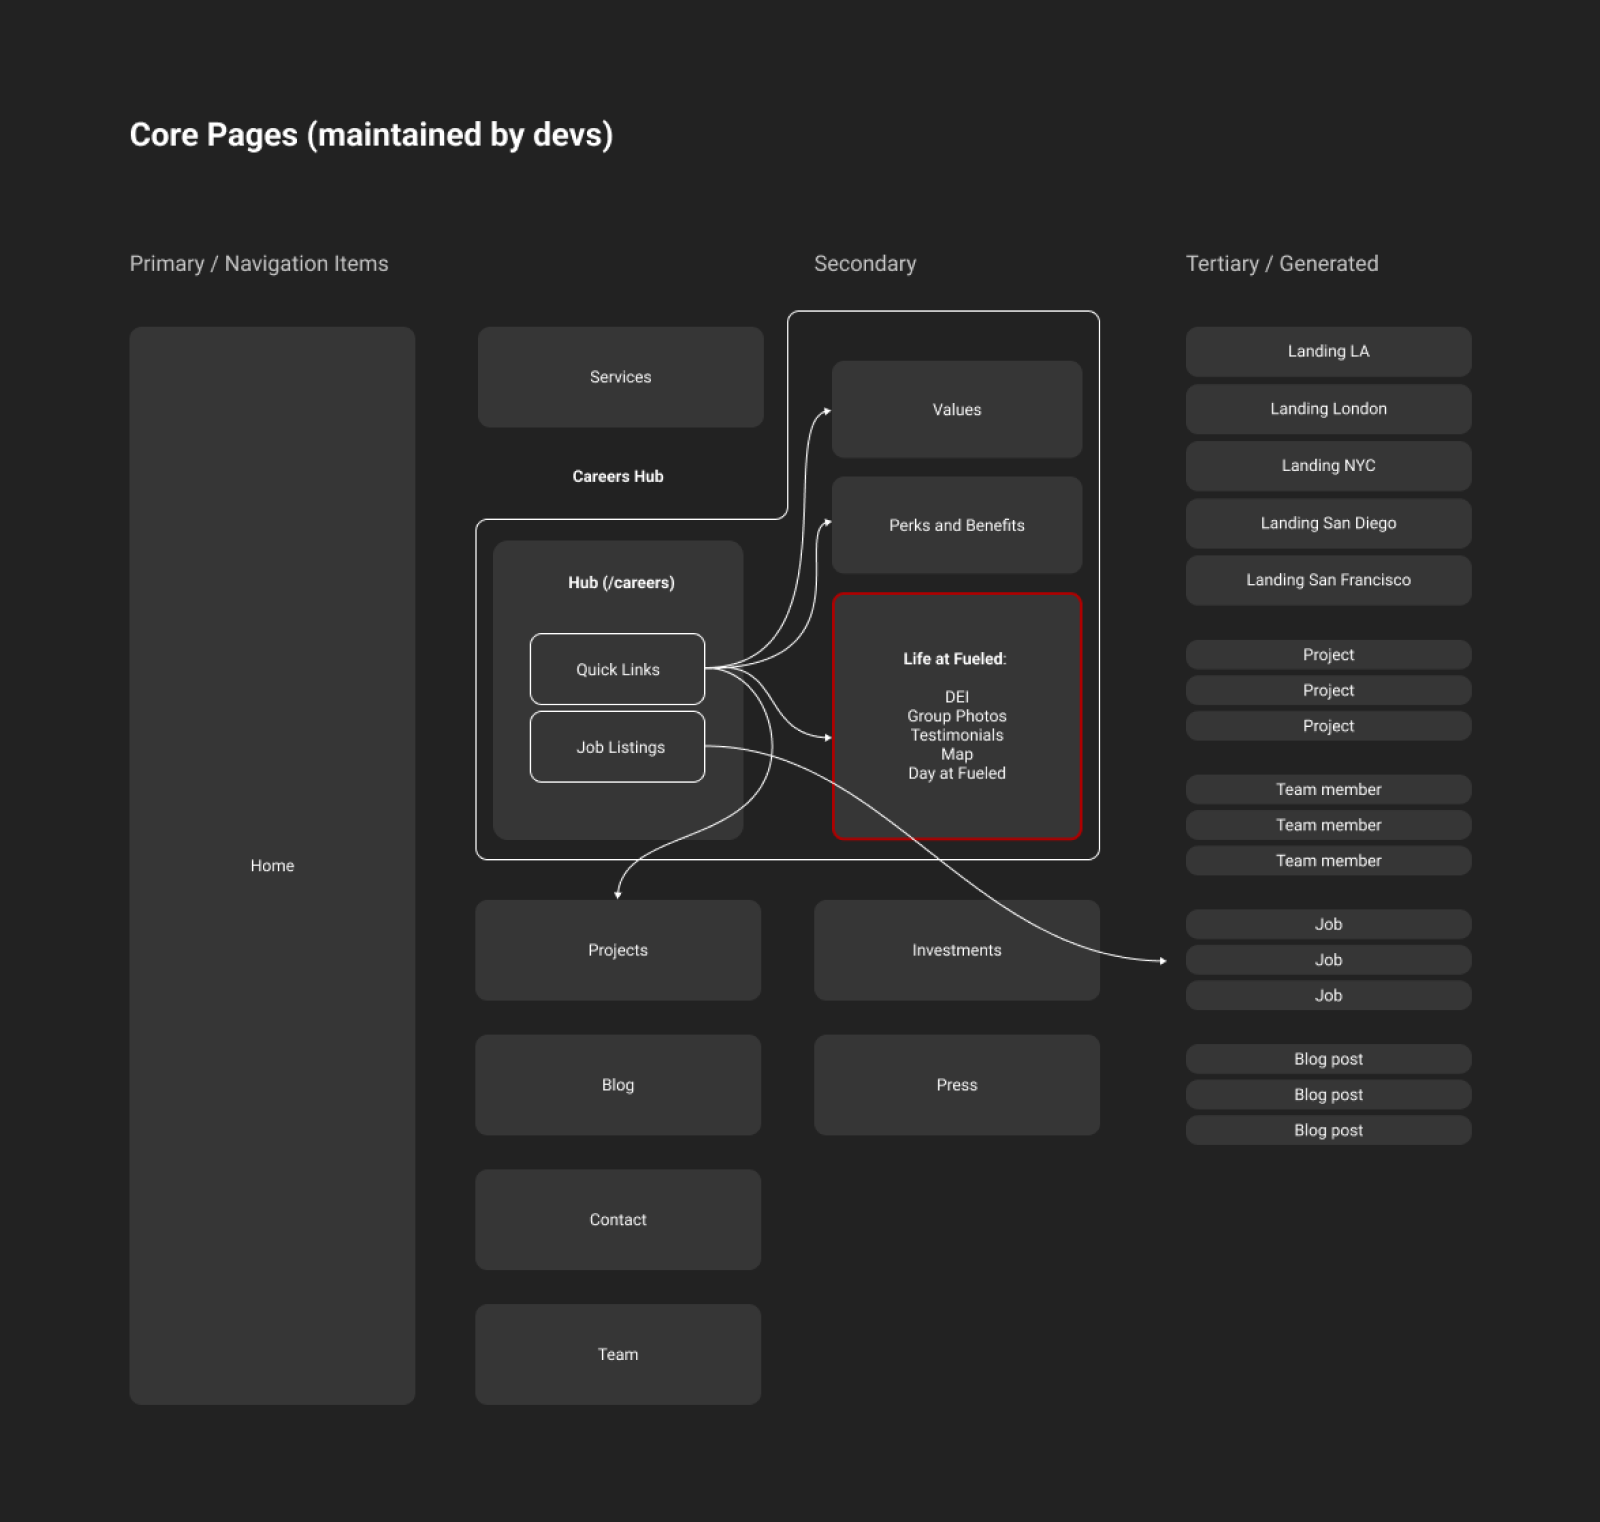 Core Pages (maintained by devs)
Primary / Navigation Items
Secondary
Tertiary / Generated
Home
Services
Careers Hub
Hub (/careers)
Quick Links
Job Listings
Projects
Blog
Contact
Team
Values
Perks and Benefits
Life at Fueled:
DEI
Group Photos
Testimonials
Map
Day at Fueled
Investments
Press
Landing LA
Landing London
Landing NYC
Landing San Diego
Landing San Francisco
Project
Project
Project
Team member
Team member
Team member
Job
Job
Job
Blog post
Blog post
Blog post